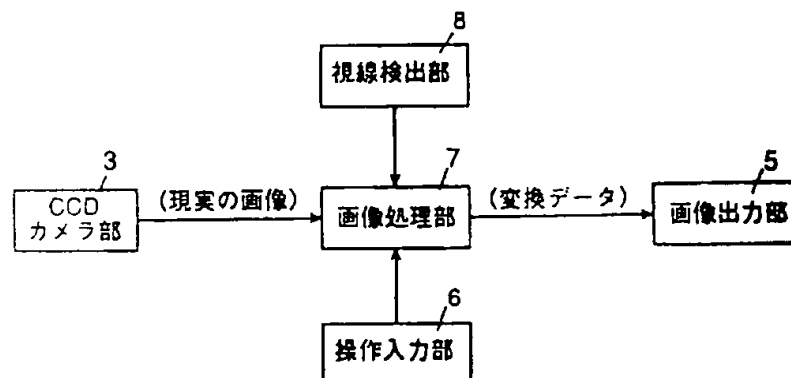 8
視線検出部
3
CCD
カメラ部
(現実の画像)
7
画像処理部
(変換データ)
5
画像出力部
6
操作入力部